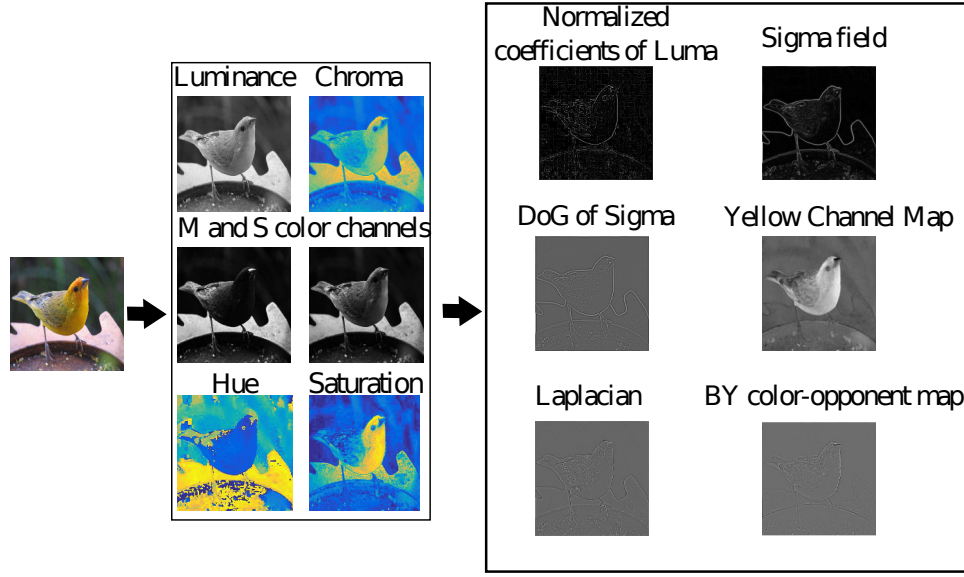 Luminance Chroma
M and S color channels
Hue Saturation
Normalized
coefficients of Luma
Sigma field
DoG of Sigma
Yellow Channel Map
Laplacian
BY color-opponent map